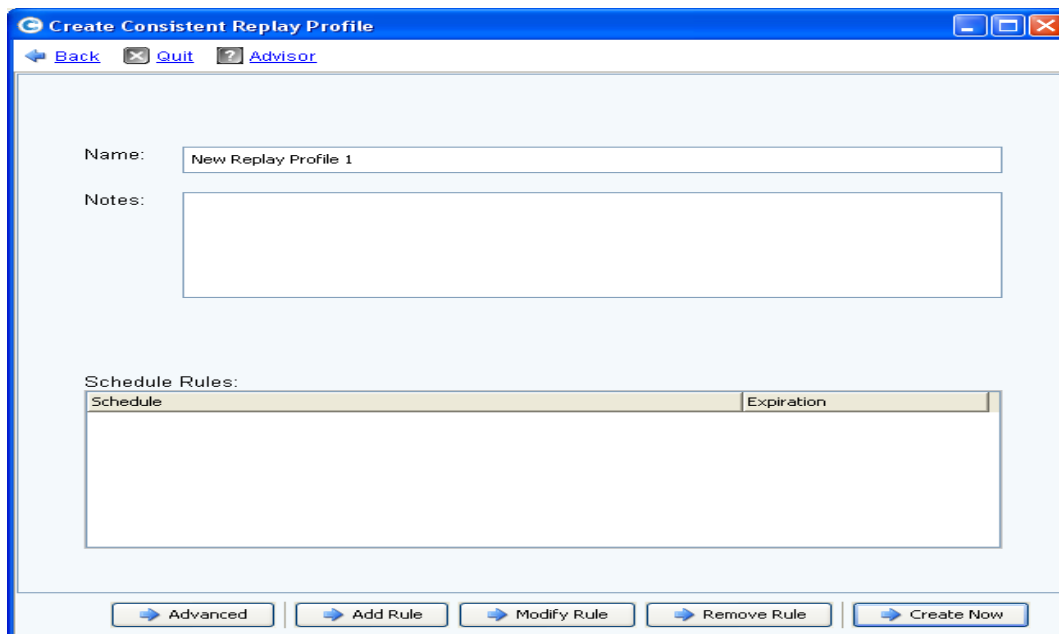 Create Consistent Replay Profile
Back Quit ? Advisor
Name: New Replay Profile 1
Notes:
Schedule Rules:
Schedule Expiration
Advanced Add Rule Modify Rule Remove Rule Create Now